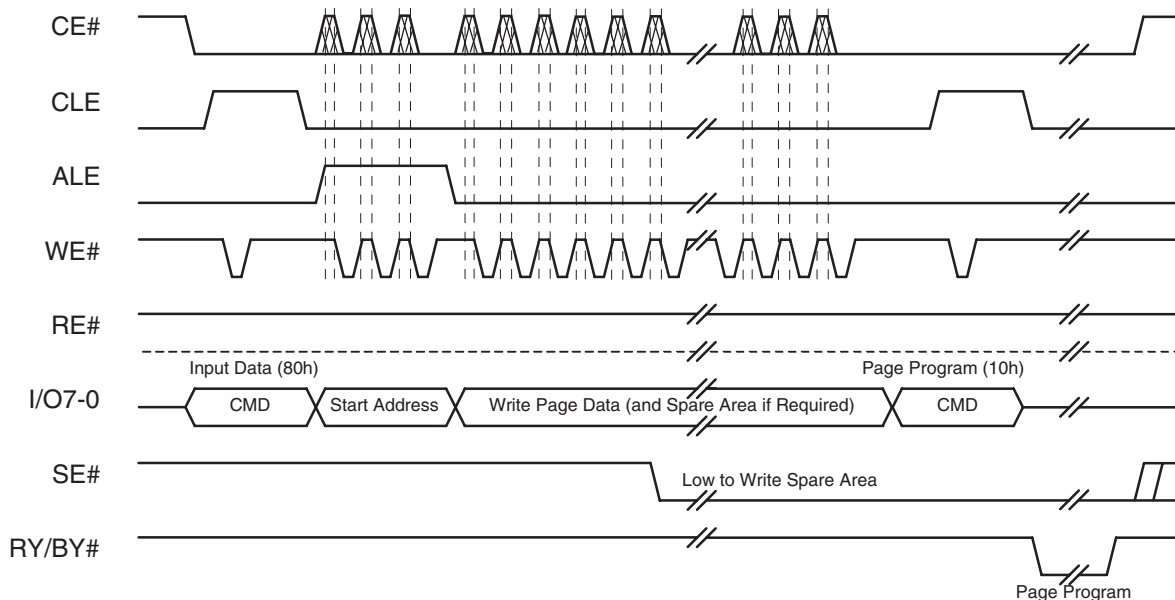 CE#
CLE
ALE
WE#
RE#
Input Data (80h)
Page Program (10h)
I/O7-0
CMD
Start Address
Write Page Data (and Spare Area if Required)
CMD
SE#
Low to Write Spare Area
RY/BY#
Page Program